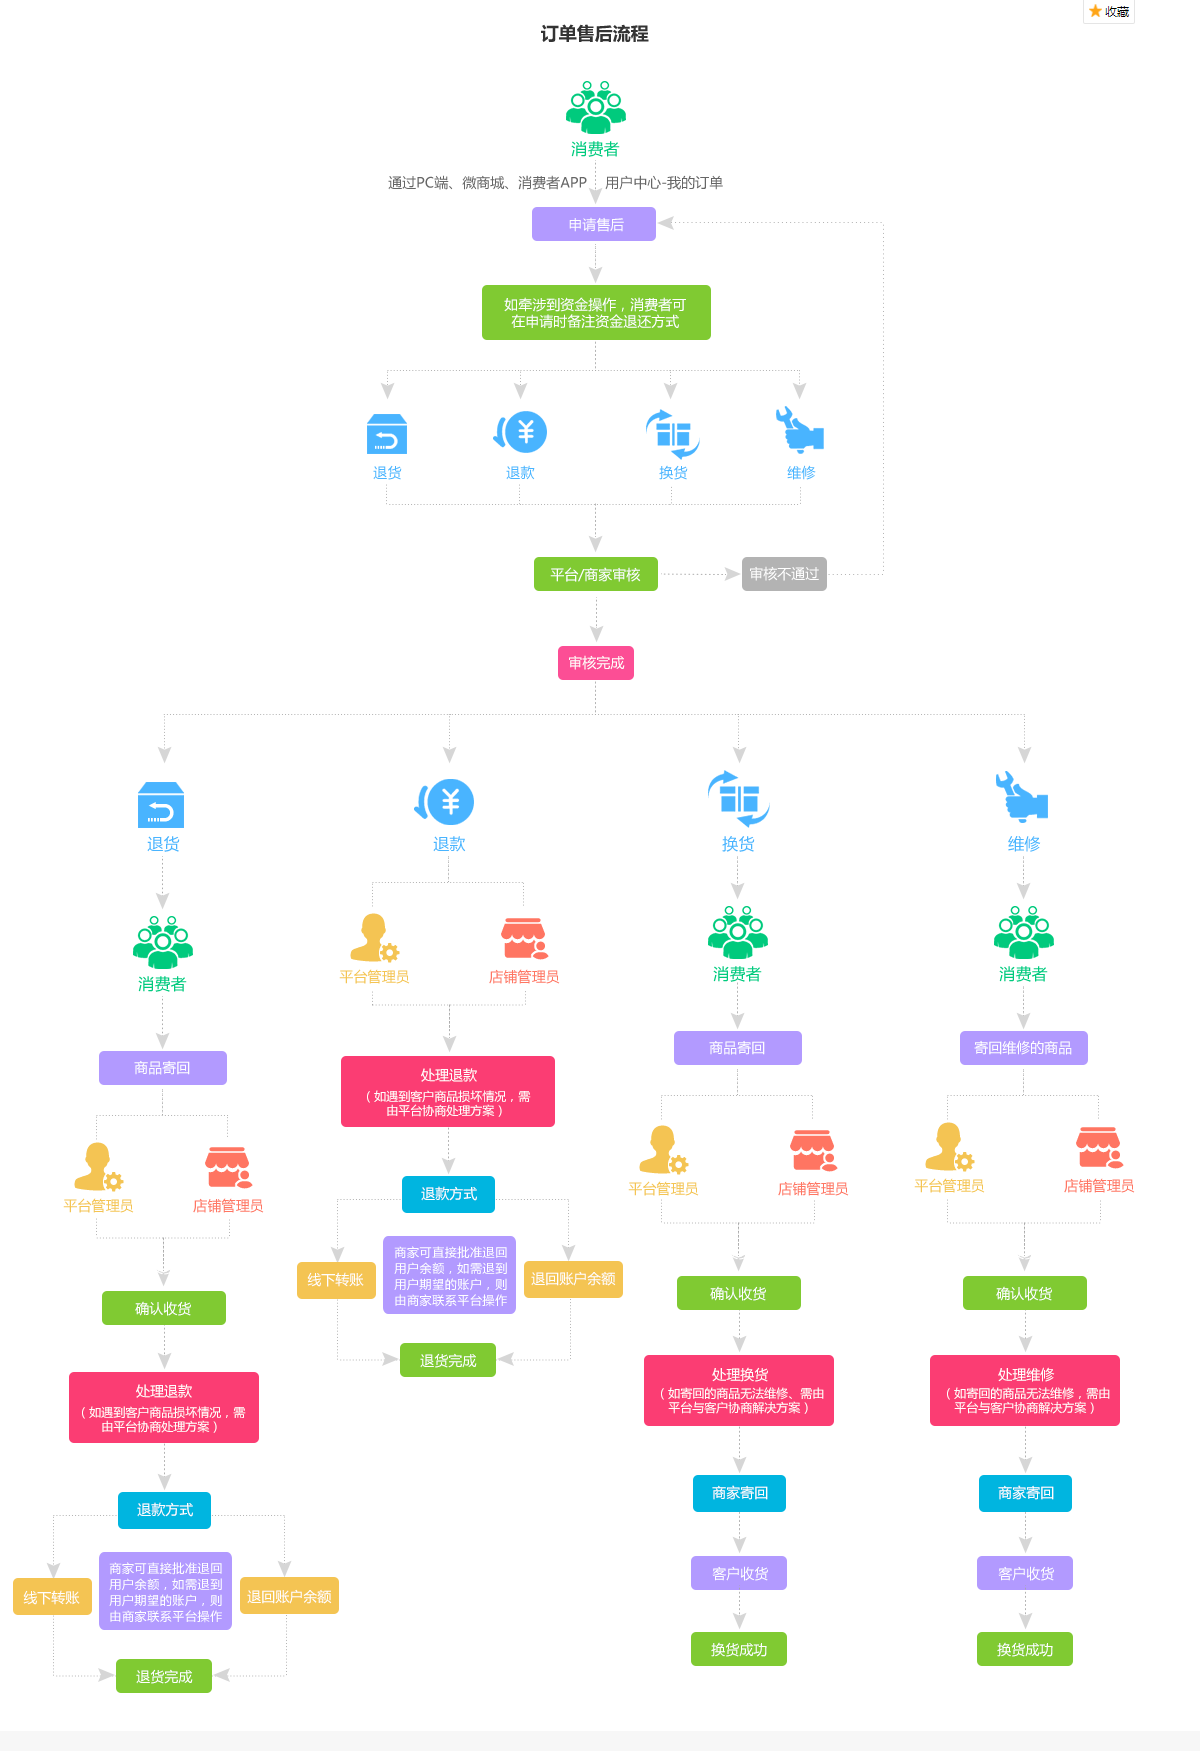 收藏
订单售后流程
消费者
通过PC端、微商城、消费者APP 用户中心-我的订单
申请售后
如牵涉到资金操作，消费者可
在申请时备注资金退还方式
退货
退款
换货
维修
平台/商家审核
审核不通过
审核完成
退货
消费者
商品寄回
平台管理员
店铺管理员
确认收货
处理退款
（如遇到客户商品损坏情况，需
由平台协商处理方案）
退款方式
线下转账
商家可直接批准退回
用户余额，如需退到
用户期望的账户，则
由商家联系平台操作
退回账户余额
退货完成
退款
平台管理员
店铺管理员
处理退款
（如遇到客户商品损坏情况，需
由平台协商处理方案）
退款方式
线下转账
商家可直接批准退回
用户余额，如需退到
用户期望的账户，则
由商家联系平台操作
退回账户余额
退货完成
换货
消费者
商品寄回
平台管理员
店铺管理员
确认收货
处理换货
（如寄回的商品无法维修、需由
平台与客户协商解决方案）
商家寄回
客户收货
换货成功
维修
消费者
寄回维修的商品
平台管理员
店铺管理员
确认收货
处理维修
（如寄回的商品无法维修，需由
平台与客户协商解决方案）
商家寄回
客户收货
换货成功